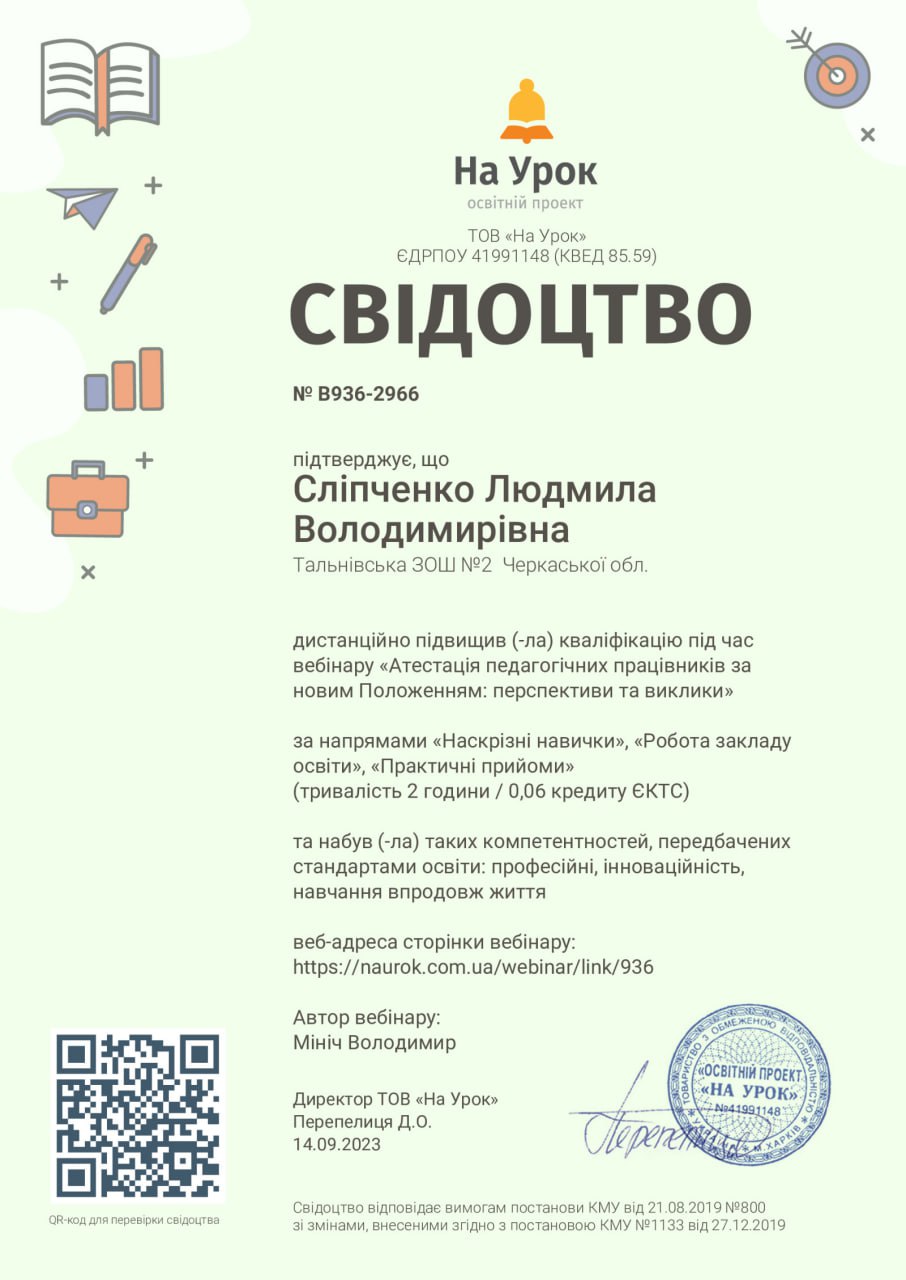 На Урок
освітній проект
ТОВ «На Урок»
ЄДРПОУ 41991148 (КВЕД 85.59)
СВІДОЦТВО
№ В936-2966
підтверджує, що
Сліпченко Людмила
Володимирівна
Тальнівська ЗОШ №2 Черкаської обл.
дистанційно підвищив (-ла) кваліфікацію під час
вебінару «Атестація педагогічних працівників за
новим Положенням: перспективи та виклики»
за напрямами «Наскрізні навички», «Робота закладу
освіти», «Практичні прийоми»
(тривалість 2 години / 0,06 кредиту ЄКТС)
та набув (-ла) таких компетентностей, передбачених
стандартами освіти: професійні, інноваційність,
навчання впродовж життя
веб-адреса сторінки вебінару:
https://naurok.com.ua/webinar/link/936
Автор вебінару:
Мініч Володимир
Директор ТОВ «На Урок»
Перепелиця Д.О.
14.09.2023
ТОВАРИСТВО З ОБМЕЖЕНОЮ ВІДПОВІДАЛЬНІСТЮ
«ОСВІТНІЙ ПРОЕКТ
«НА УРОК»
№41991148
м.ХАРКІВ
QR-код для перевірки свідоцтва
Свідоцтво відповідає вимогам постанови КМУ від 21.08.2019 №800
зі змінами, внесеними згідно з постановою КМУ №1133 від 27.12.2019